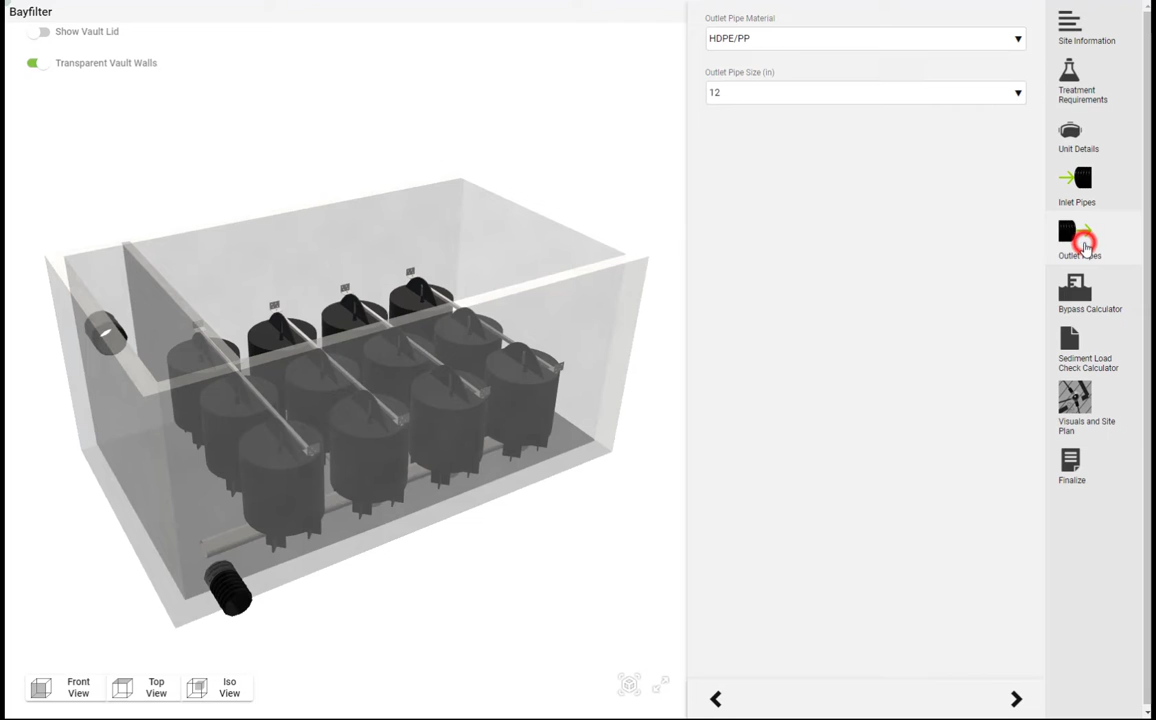 Bayfilter
Show Vault Lid
Transparent Vault Walls
Front
View
Top
View
Iso
View
Outlet Pipe Material
HDPE/PP
Outlet Pipe Size (in)
12
Site Information
Treatment
Requirements
Unit Details
Inlet Pipes
Outlet Pipes
Bypass Calculator
Sediment Load
Check Calculator
Visuals and Site
Plan
Finalize